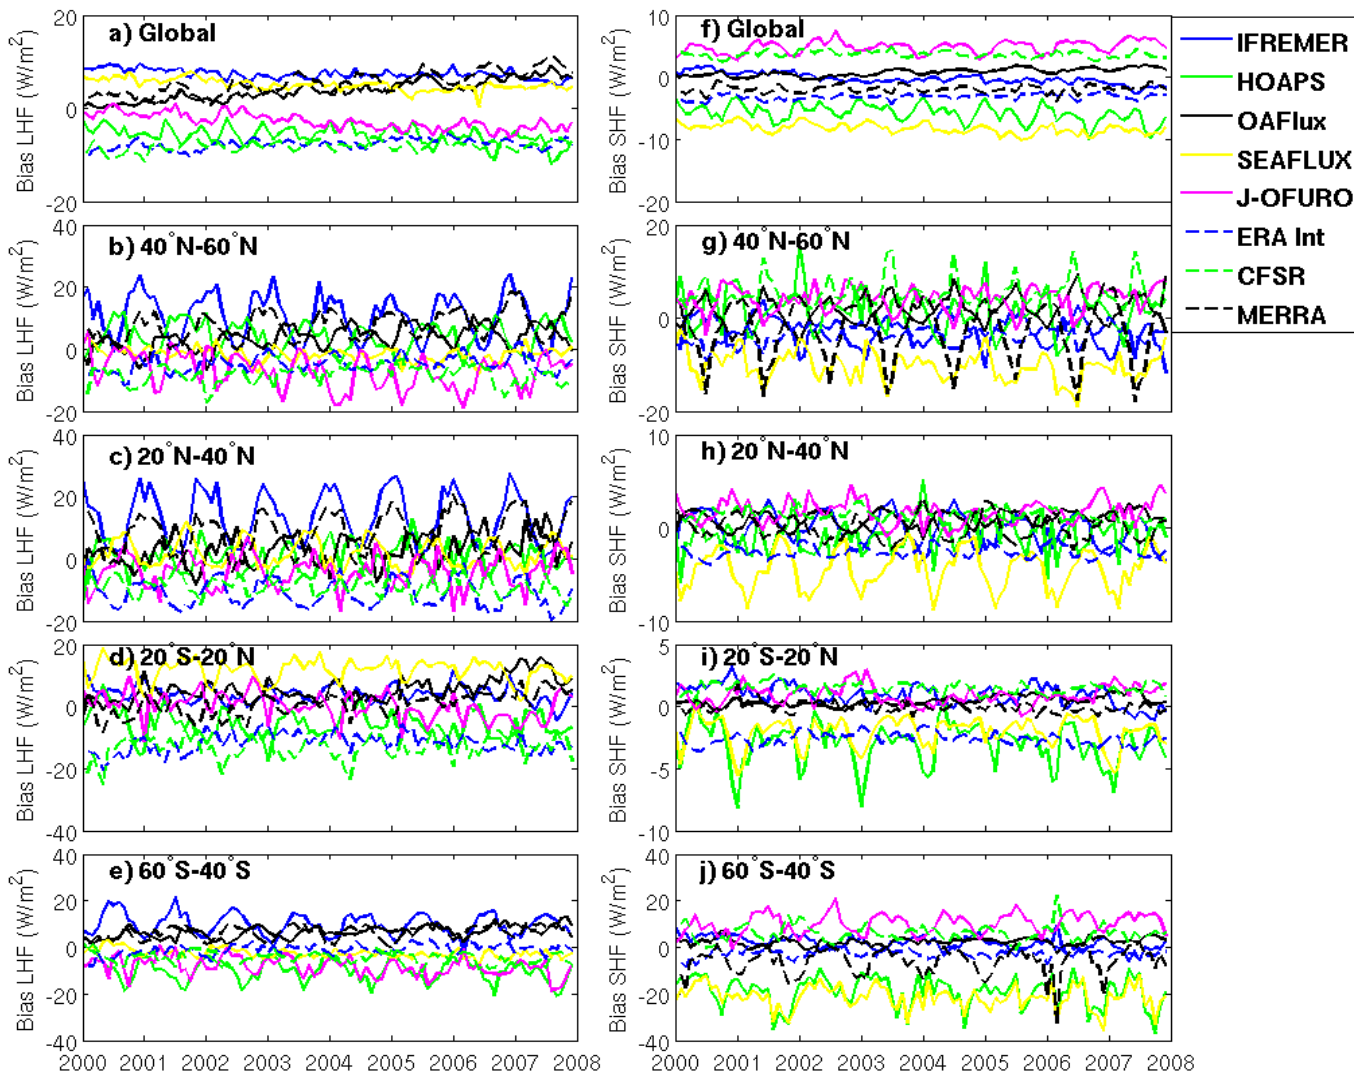 a) Global
Bias LHF (W/m²)
20
10
0
-20
b) 40°N-60°N
Bias LHF (W/m²)
40
20
0
-20
c) 20°N-40°N
Bias LHF (W/m²)
40
20
0
-20
d) 20°S-20°N
Bias LHF (W/m²)
20
0
-20
-40
e) 60°S-40°S
Bias LHF (W/m²)
40
20
0
-20
-40
2000 2001 2002 2003 2004 2005 2006 2007 2008
f) Global
Bias SHF (W/m²)
10
5
0
-10
-20
g) 40°N-60°N
Bias SHF (W/m²)
20
0
-20
h) 20°N-40°N
Bias SHF (W/m²)
10
0
-10
i) 20°S-20°N
Bias SHF (W/m²)
5
0
-5
-10
j) 60°S-40°S
Bias SHF (W/m²)
40
20
0
-20
-40
2000 2001 2002 2003 2004 2005 2006 2007 2008
IFREMER
HOAPS
OAFlux
SEAFLUX
J-OFURO
ERA Int
CFSR
MERRA